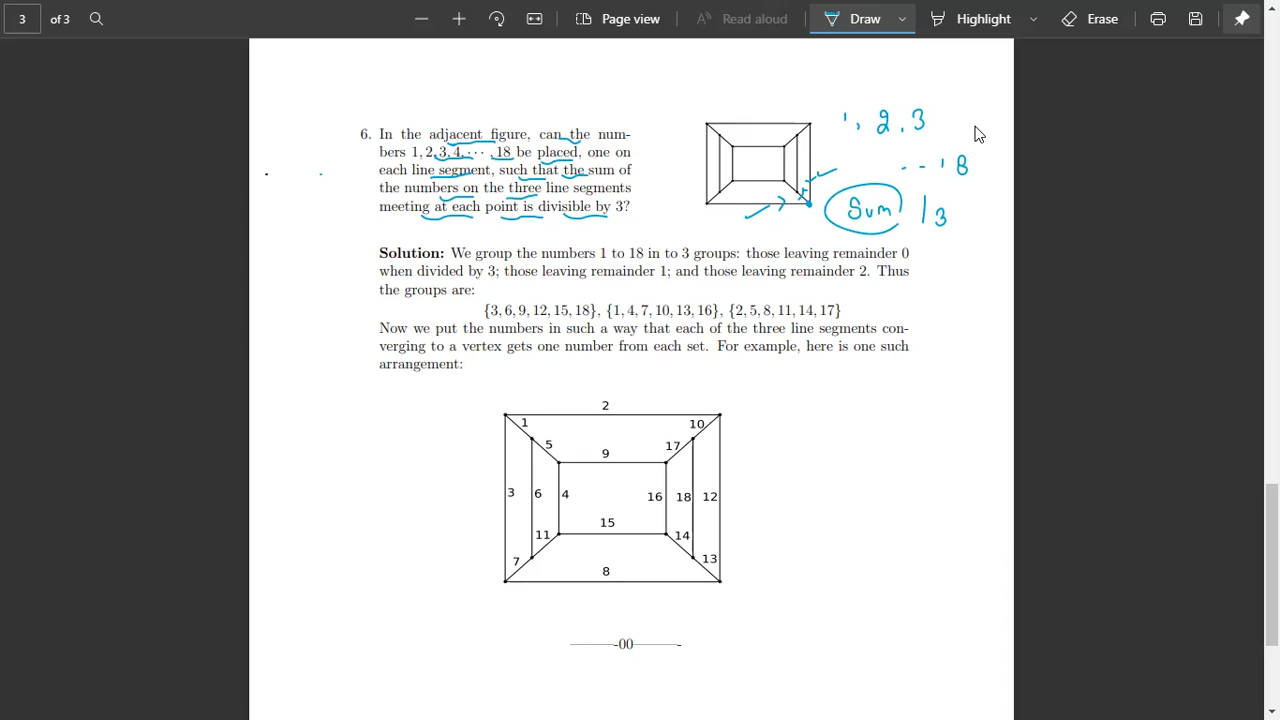 3 of 3 Page view Read aloud Draw Highlight Erase
6. In the adjacent figure, can the num-
bers 1, 2, 3, 4, ··· , 18 be placed, one on
each line segment, such that the sum of
the numbers on the three line segments
meeting at each point is divisible by 3?
1, 2, 3
- - 18
Sum / 3
Solution: We group the numbers 1 to 18 in to 3 groups: those leaving remainder 0
when divided by 3; those leaving remainder 1; and those leaving remainder 2. Thus
the groups are:
{3, 6, 9, 12, 15, 18}, {1, 4, 7, 10, 13, 16}, {2, 5, 8, 11, 14, 17}
Now we put the numbers in such a way that each of the three line segments con-
verging to a vertex gets one number from each set. For example, here is one such
arrangement:
2
1 10
5 17
9
3 6 4 16 18 12
15
11 14
7 13
8
———-00———-